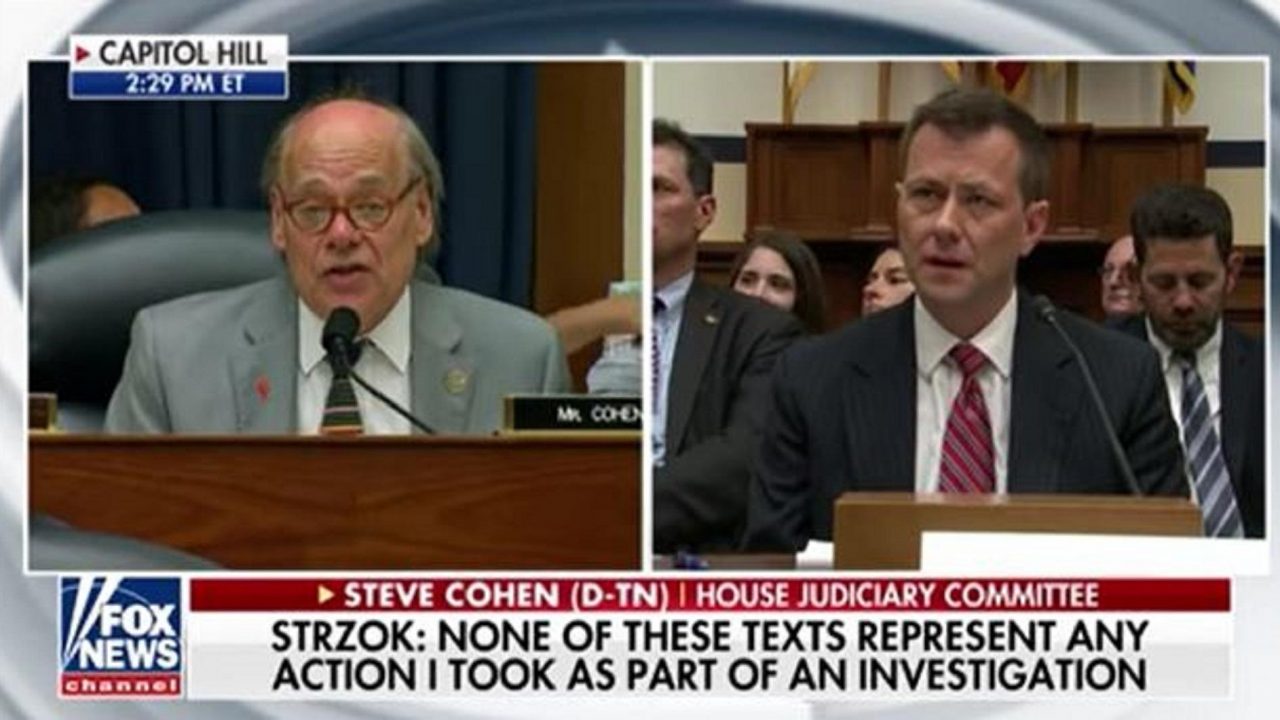 CAPITOL HILL
2:29 PM ET
MR. COHEN
FOX
NEWS
channel
STEVE COHEN (D-TN) | HOUSE JUDICIARY COMMITTEE
STRZOK: NONE OF THESE TEXTS REPRESENT ANY
ACTION I TOOK AS PART OF AN INVESTIGATION